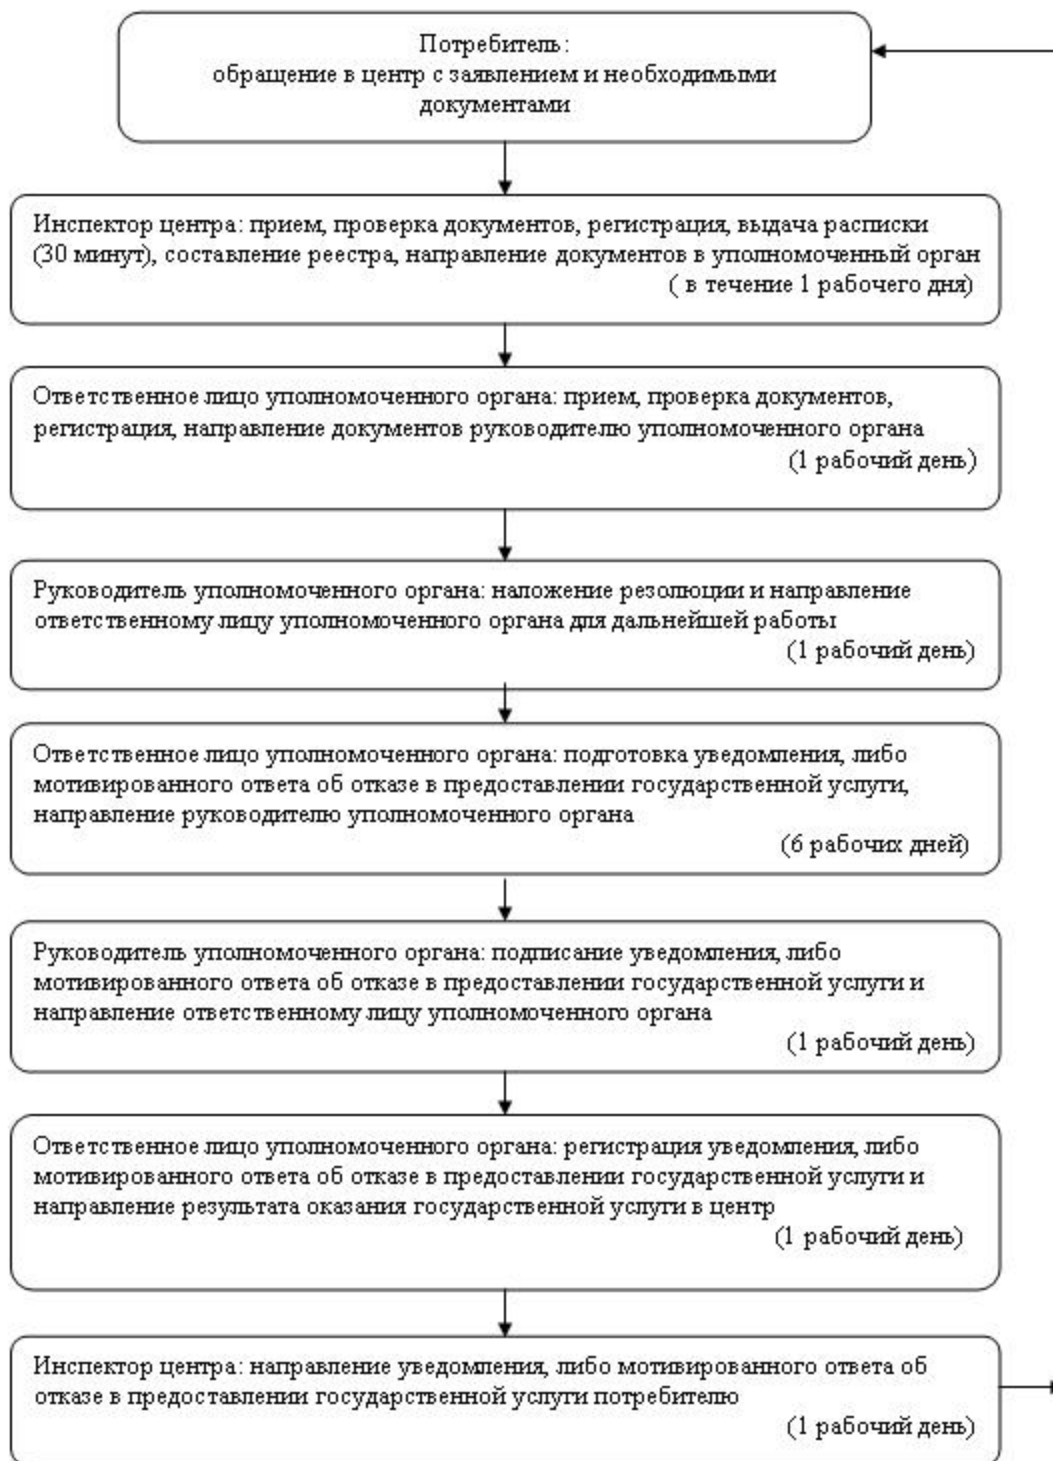 Потребитель:
обращение в центр с заявлением и необходимыми
документами
Инспектор центра: прием, проверка документов, регистрация, выдача расписки
(30 минут), составление реестра, направление документов в уполномоченный орган
( в течение 1 рабочего дня)
Ответственное лицо уполномоченного органа: прием, проверка документов,
регистрация, направление документов руководителю уполномоченного органа
(1 рабочий день)
Руководитель уполномоченного органа: наложение резолюции и направление
ответственному лицу уполномоченного органа для дальнейшей работы
(1 рабочий день)
Ответственное лицо уполномоченного органа: подготовка уведомления, либо
мотивированного ответа об отказе в предоставлении государственной услуги,
направление руководителю уполномоченного органа
(6 рабочих дней)
Руководитель уполномоченного органа: подписание уведомления, либо
мотивированного ответа об отказе в предоставлении государственной услуги и
направление ответственному лицу уполномоченного органа
(1 рабочий день)
Ответственное лицо уполномоченного органа: регистрация уведомления, либо
мотивированного ответа об отказе в предоставлении государственной услуги и
направление результата оказания государственной услуги в центр
(1 рабочий день)
Инспектор центра: направление уведомления, либо мотивированного ответа об
отказе в предоставлении государственной услуги потребителю
(1 рабочий день)